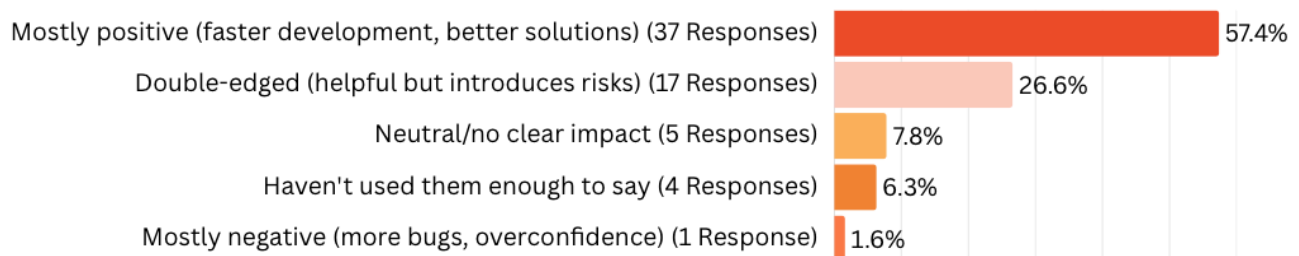 Mostly positive (faster development, better solutions) (37 Responses) 57.4%
Double-edged (helpful but introduces risks) (17 Responses) 26.6%
Neutral/no clear impact (5 Responses) 7.8%
Haven't used them enough to say (4 Responses) 6.3%
Mostly negative (more bugs, overconfidence) (1 Response) 1.6%